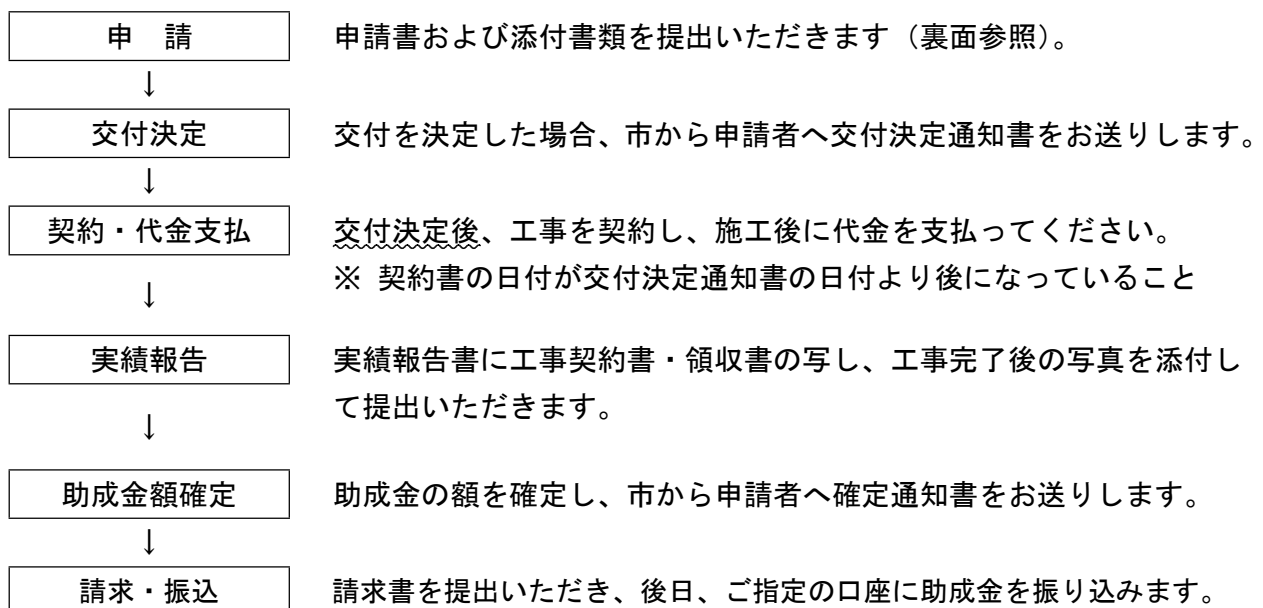 申　請　申請書および添付書類を提出いただきます（裏面参照）。
↓
交付決定　交付を決定した場合、市から申請者へ交付決定通知書をお送りします。
↓
契約・代金支払　交付決定後、工事を契約し、施工後に代金を支払ってください。
※ 契約書の日付が交付決定通知書の日付より後になっていること
↓
実績報告　実績報告書に工事契約書・領収書の写し、工事完了後の写真を添付し
て提出いただきます。
↓
助成金額確定　助成金の額を確定し、市から申請者へ確定通知書をお送りします。
↓
請求・振込　請求書を提出いただき、後日、ご指定の口座に助成金を振り込みます。